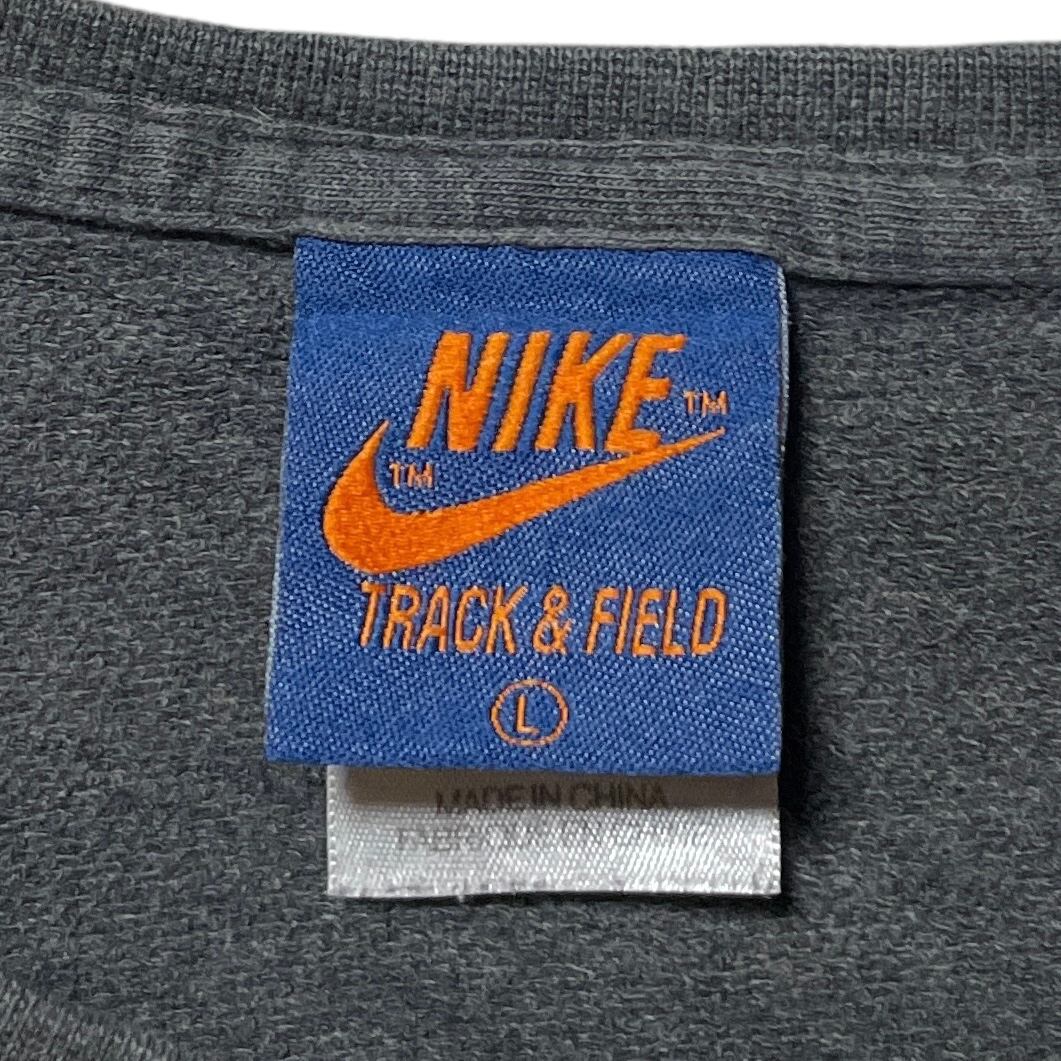 NIKE™
™
TRACK & FIELD
L
MADE IN CHINA